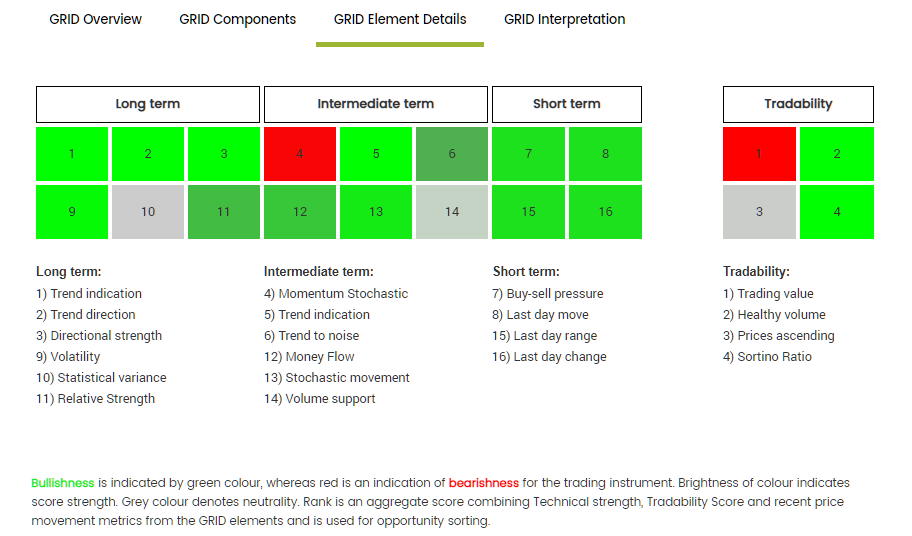 GRID Overview GRID Components GRID Element Details GRID Interpretation
Long term Intermediate term Short term Tradability
1 2 3 4 5 6 7 8 1 2
9 10 11 12 13 14 15 16 3 4
Long term: Intermediate term: Short term: Tradability:
1) Trend indication 4) Momentum Stochastic 7) Buy-sell pressure 1) Trading value
2) Trend direction 5) Trend indication 8) Last day move 2) Healthy volume
3) Directional strength 6) Trend to noise 15) Last day range 3) Prices ascending
9) Volatility 12) Money Flow 16) Last day change 4) Sortino Ratio
10) Statistical variance 13) Stochastic movement
11) Relative Strength 14) Volume support
Bullishness is indicated by green colour, whereas red is an indication of bearishness for the trading instrument. Brightness of colour indicates
score strength. Grey colour denotes neutrality. Rank is an aggregate score combining Technical strength, Tradability Score and recent price
movement metrics from the GRID elements and is used for opportunity sorting.